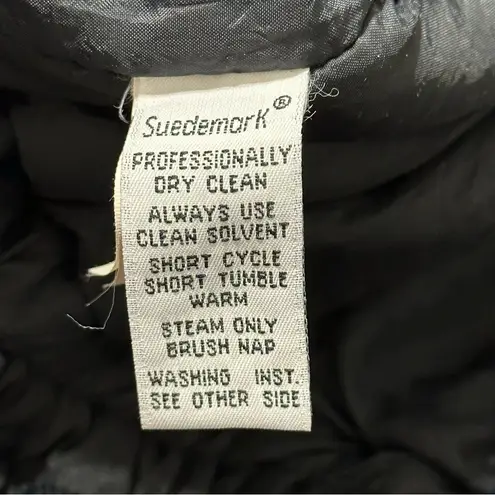 Suedemark®
PROFESSIONALLY
DRY CLEAN
ALWAYS USE
CLEAN SOLVENT
SHORT CYCLE
SHORT TUMBLE
WARM
STEAM ONLY
BRUSH NAP
WASHING INST.
SEE OTHER SIDE